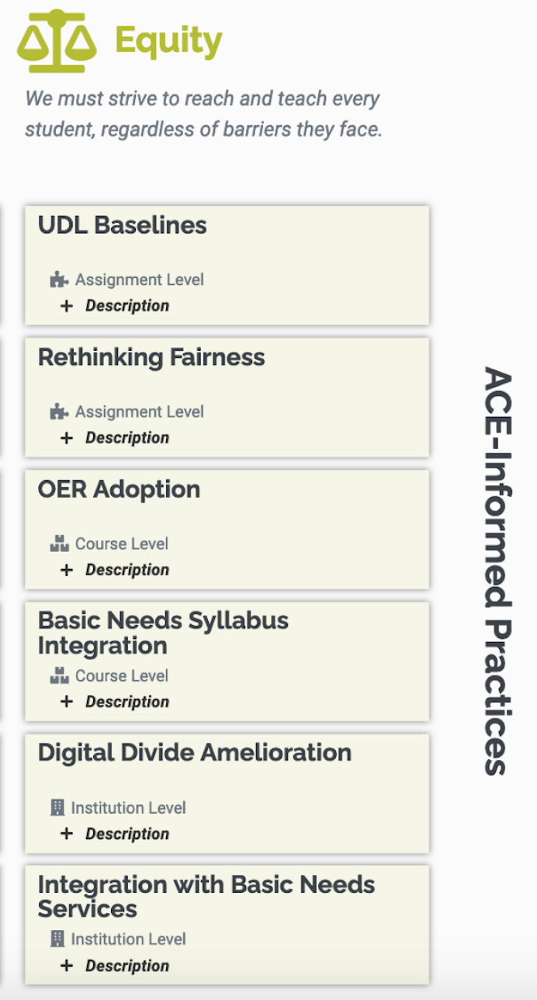 Equity
We must strive to reach and teach every
student, regardless of barriers they face.
UDL Baselines
Assignment Level
+ Description
Rethinking Fairness
Assignment Level
+ Description
OER Adoption
Course Level
+ Description
Basic Needs Syllabus
Integration
Course Level
+ Description
Digital Divide Amelioration
Institution Level
+ Description
Integration with Basic Needs
Services
Institution Level
+ Description
ACE-Informed Practices